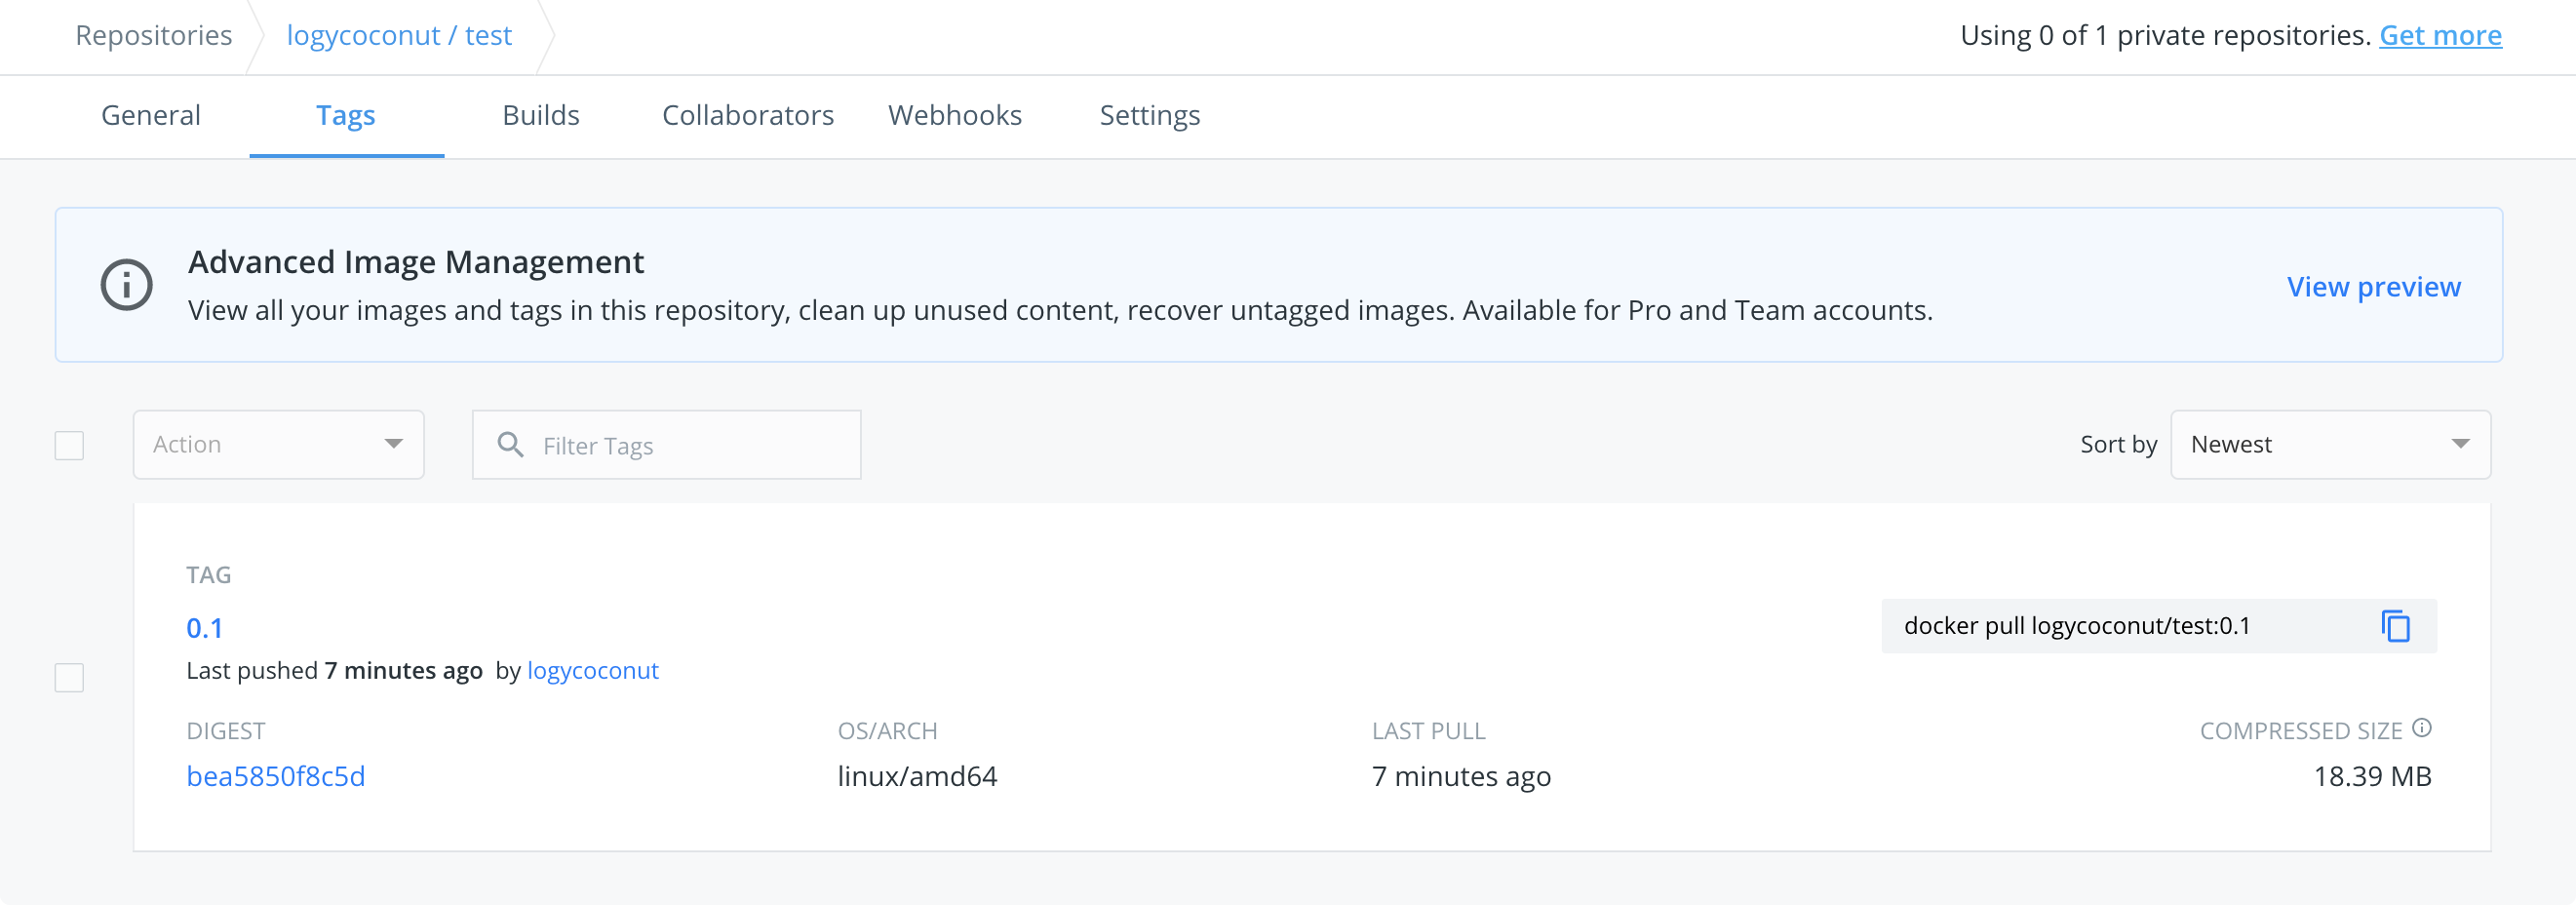 Repositories logycoconut / test Using 0 of 1 private repositories. Get more
General Tags Builds Collaborators Webhooks Settings
Advanced Image Management
View all your images and tags in this repository, clean up unused content, recover untagged images. Available for Pro and Team accounts.
View preview
Action Filter Tags Sort by Newest
TAG
0.1
docker pull logycoconut/test:0.1
Last pushed 7 minutes ago by logycoconut
DIGEST OS/ARCH LAST PULL COMPRESSED SIZE
bea5850f8c5d linux/amd64 7 minutes ago 18.39 MB